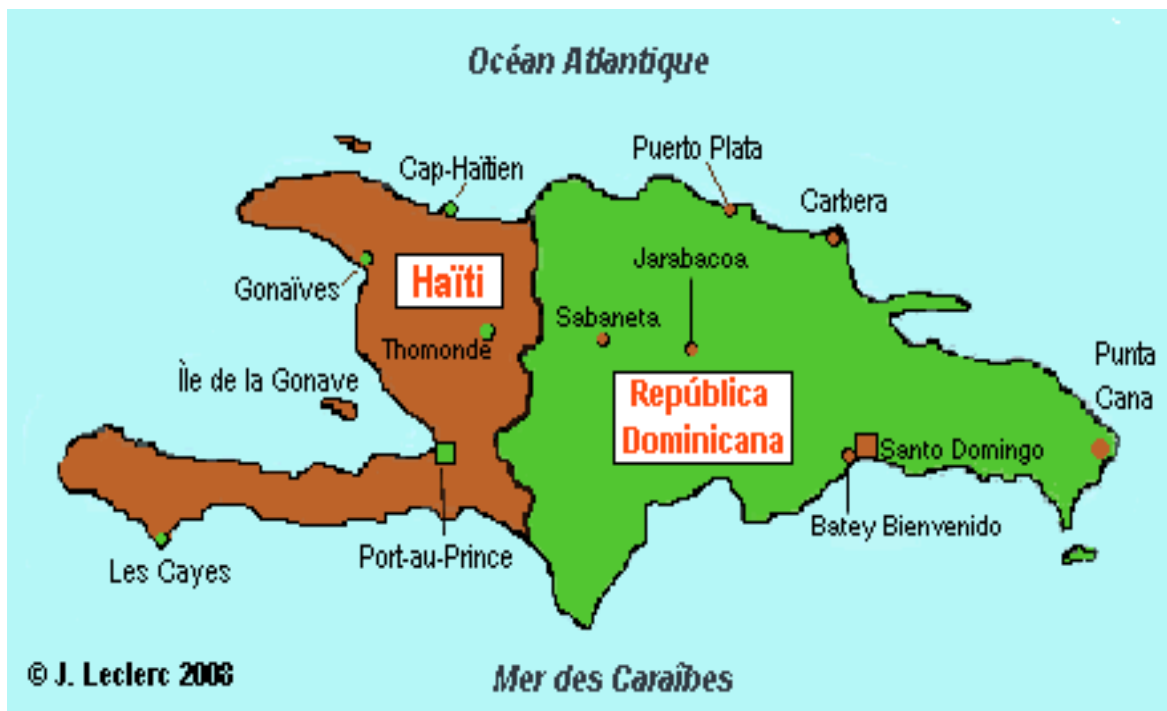 Océan Atlantique
Puerto Plata
Cap-Haïtien
Carbera
Jarabacoa
Haïti
Gonaïves
Sabaneta
Thomonde
Punta
Cana
Île de la Gonave
República
Dominicana
Santo Domingo
Batey Bienvenido
Port-au-Prince
Les Cayes
© J. Leclerc 2008
Mer des Caraïbes